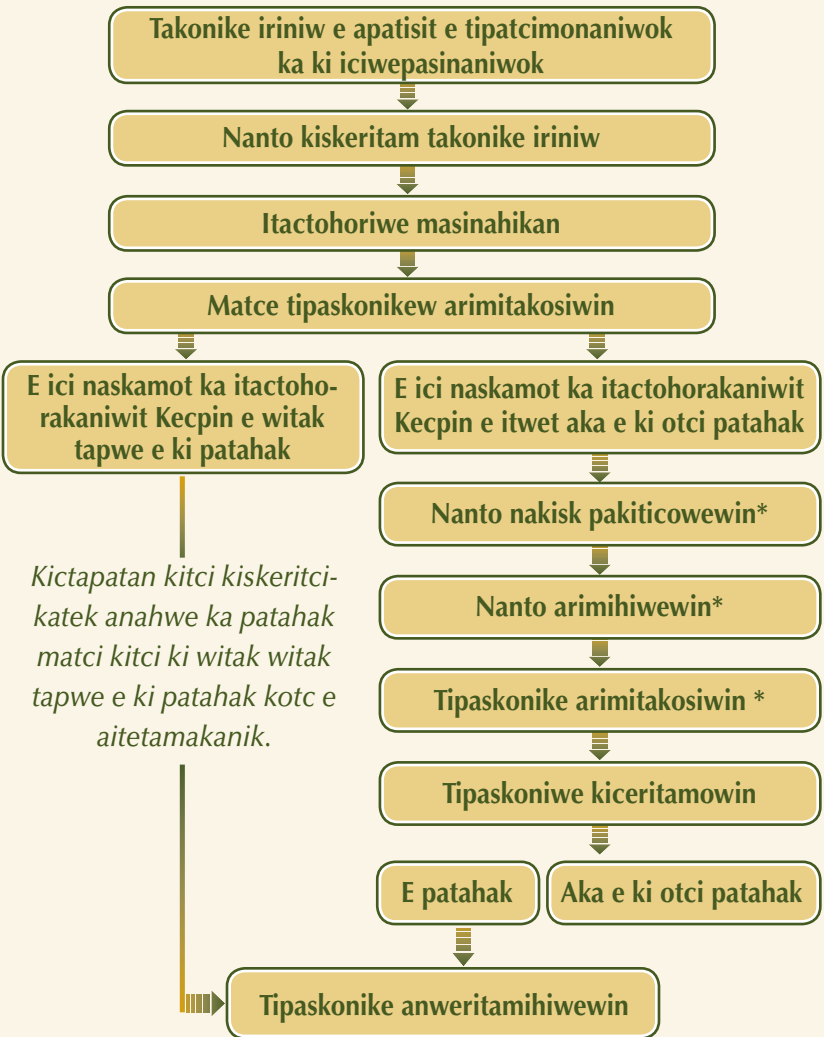 Takonike iriniw e apatisit e tipatcimonaniwok
ka ki iciwepasinaniwok
Nanto kiskeritam takonike iriniw
Itactohoriwe masinahikan
Matce tipaskonikew arimitakosiwin
E ici naskamot ka itactoho-
rakaniwit Kecpin e witak
tapwe e ki patahak
E ici naskamot ka itactohorakaniwit
Kecpin e itwet aka e ki otci patahak
Nanto nakisk pakiticowewin*
Kictapatan kitci kiskeritci-
katek anahwe ka patahak
matci kitci ki witak witak
tapwe e ki patahak kotc e
aitetamakanik.
Nanto arimihiwewin*
Tipaskonike arimitakosiwin *
Tipaskoniwe kiceritamowin
E patahak
Aka e ki otci patahak
Tipaskonike anweritamihiwewin